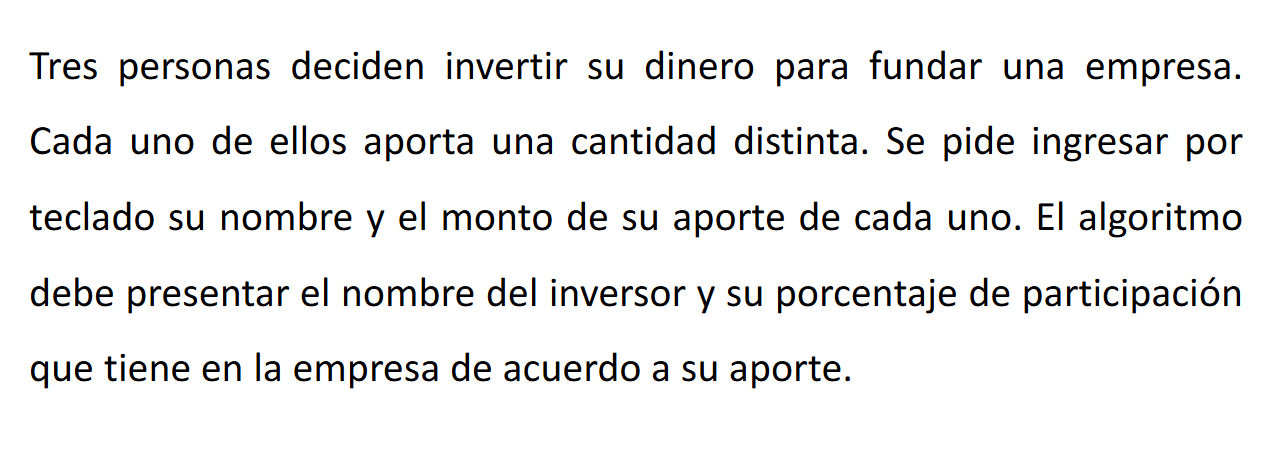 Tres personas deciden invertir su dinero para fundar una empresa.
Cada uno de ellos aporta una cantidad distinta. Se pide ingresar por
teclado su nombre y el monto de su aporte de cada uno. El algoritmo
debe presentar el nombre del inversor y su porcentaje de participación
que tiene en la empresa de acuerdo a su aporte.